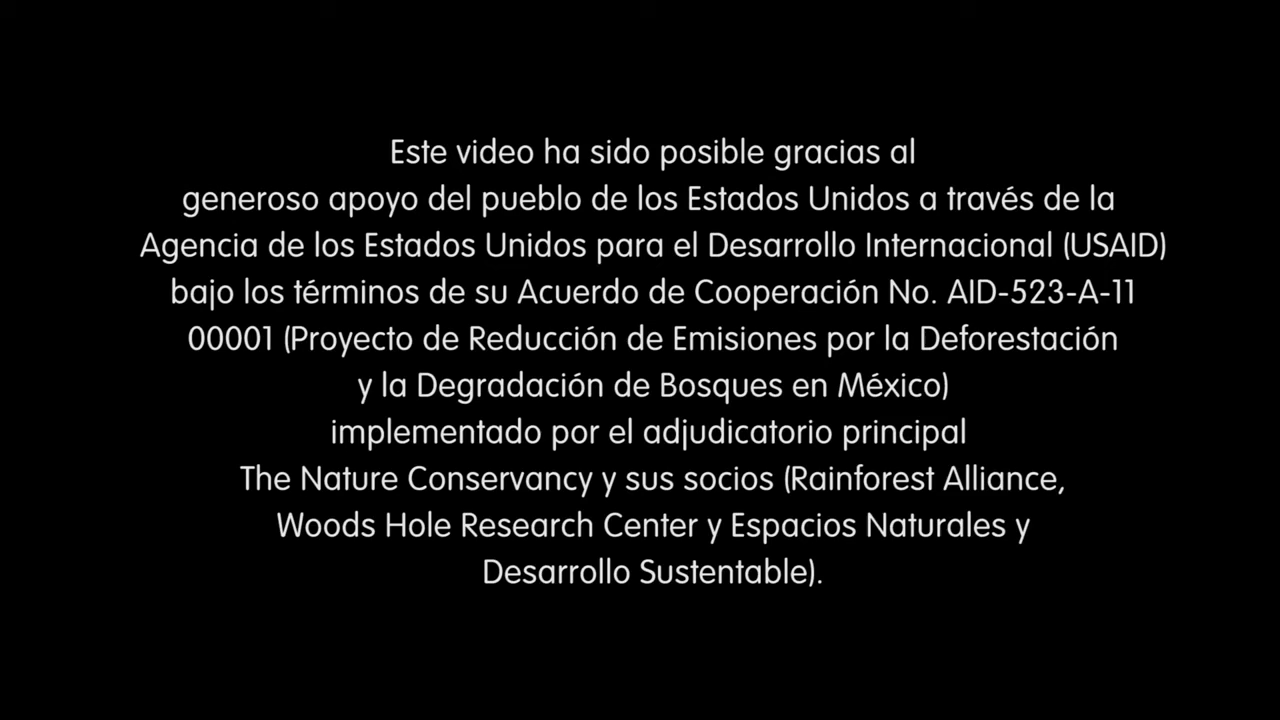 Este video ha sido posible gracias al
generoso apoyo del pueblo de los Estados Unidos a través de la
Agencia de los Estados Unidos para el Desarrollo Internacional (USAID)
bajo los términos de su Acuerdo de Cooperación No. AID-523-A-11
00001 (Proyecto de Reducción de Emisiones por la Deforestación
y la Degradación de Bosques en México)
implementado por el adjudicatorio principal
The Nature Conservancy y sus socios (Rainforest Alliance,
Woods Hole Research Center y Espacios Naturales y
Desarrollo Sustentable).